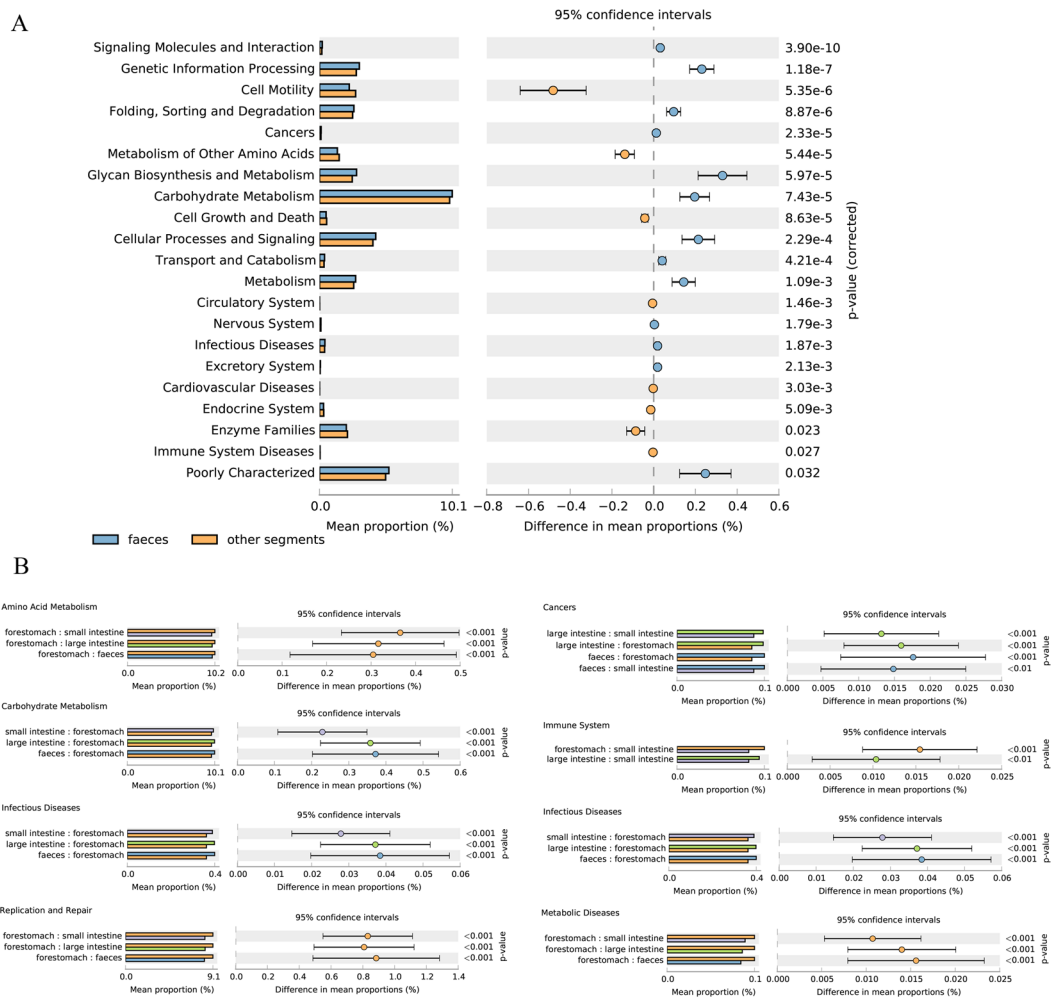 A
95% confidence intervals
Signaling Molecules and Interaction 3.90e-10
Genetic Information Processing 1.18e-7
Cell Motility 5.35e-6
Folding, Sorting and Degradation 8.87e-6
Cancers 2.33e-5
Metabolism of Other Amino Acids 5.44e-5
Glycan Biosynthesis and Metabolism 5.97e-5
Carbohydrate Metabolism 7.43e-5
Cell Growth and Death 8.63e-5
Cellular Processes and Signaling 2.29e-4
Transport and Catabolism 4.21e-4
Metabolism 1.09e-3
Circulatory System 1.46e-3
Nervous System 1.79e-3
Infectious Diseases 1.87e-3
Excretory System 2.13e-3
Cardiovascular Diseases 3.03e-3
Endocrine System 5.09e-3
Enzyme Families 0.023
Immune System Diseases 0.027
Poorly Characterized 0.032
p-value (corrected)
0.0 10.1 −0.8 −0.6 −0.4 −0.2 0.0 0.2 0.4 0.6
Mean proportion (%) Difference in mean proportions (%)
faeces other segments
B
Amino Acid Metabolism
95% confidence intervals
forestomach : small intestine <0.001
forestomach : large intestine <0.001
forestomach : faeces <0.001
p-value
0.0 10.2 0.0 0.1 0.2 0.3 0.4 0.5
Mean proportion (%) Difference in mean proportions (%)
Cancers
95% confidence intervals
large intestine : small intestine <0.001
large intestine : forestomach <0.001
faeces : forestomach <0.001
faeces : small intestine <0.01
p-value
0.0 0.1 0.000 0.005 0.010 0.015 0.020 0.025 0.030
Mean proportion (%) Difference in mean proportions (%)
Carbohydrate Metabolism
95% confidence intervals
small intestine : forestomach <0.001
large intestine : forestomach <0.001
faeces : forestomach <0.001
p-value
0.0 10.1 0.0 0.1 0.2 0.3 0.4 0.5 0.6
Mean proportion (%) Difference in mean proportions (%)
Immune System
95% confidence intervals
forestomach : small intestine <0.001
large intestine : small intestine <0.01
p-value
0.0 0.1 0.000 0.005 0.010 0.015 0.020 0.025
Mean proportion (%) Difference in mean proportions (%)
Infectious Diseases
95% confidence intervals
small intestine : forestomach <0.001
large intestine : forestomach <0.001
faeces : forestomach <0.001
p-value
0.0 0.4 0.00 0.01 0.02 0.03 0.04 0.05 0.06
Mean proportion (%) Difference in mean proportions (%)
Infectious Diseases
95% confidence intervals
small intestine : forestomach <0.001
large intestine : forestomach <0.001
faeces : forestomach <0.001
p-value
0.0 0.4 0.00 0.01 0.02 0.03 0.04 0.05 0.06
Mean proportion (%) Difference in mean proportions (%)
Replication and Repair
95% confidence intervals
forestomach : small intestine <0.001
forestomach : large intestine <0.001
forestomach : faeces <0.001
p-value
0.0 9.1 0.0 0.2 0.4 0.6 0.8 1.0 1.2 1.4
Mean proportion (%) Difference in mean proportions (%)
Metabolic Diseases
95% confidence intervals
forestomach : small intestine <0.001
forestomach : large intestine <0.001
forestomach : faeces <0.001
p-value
0.0 0.1 0.000 0.005 0.010 0.015 0.020 0.025
Mean proportion (%) Difference in mean proportions (%)